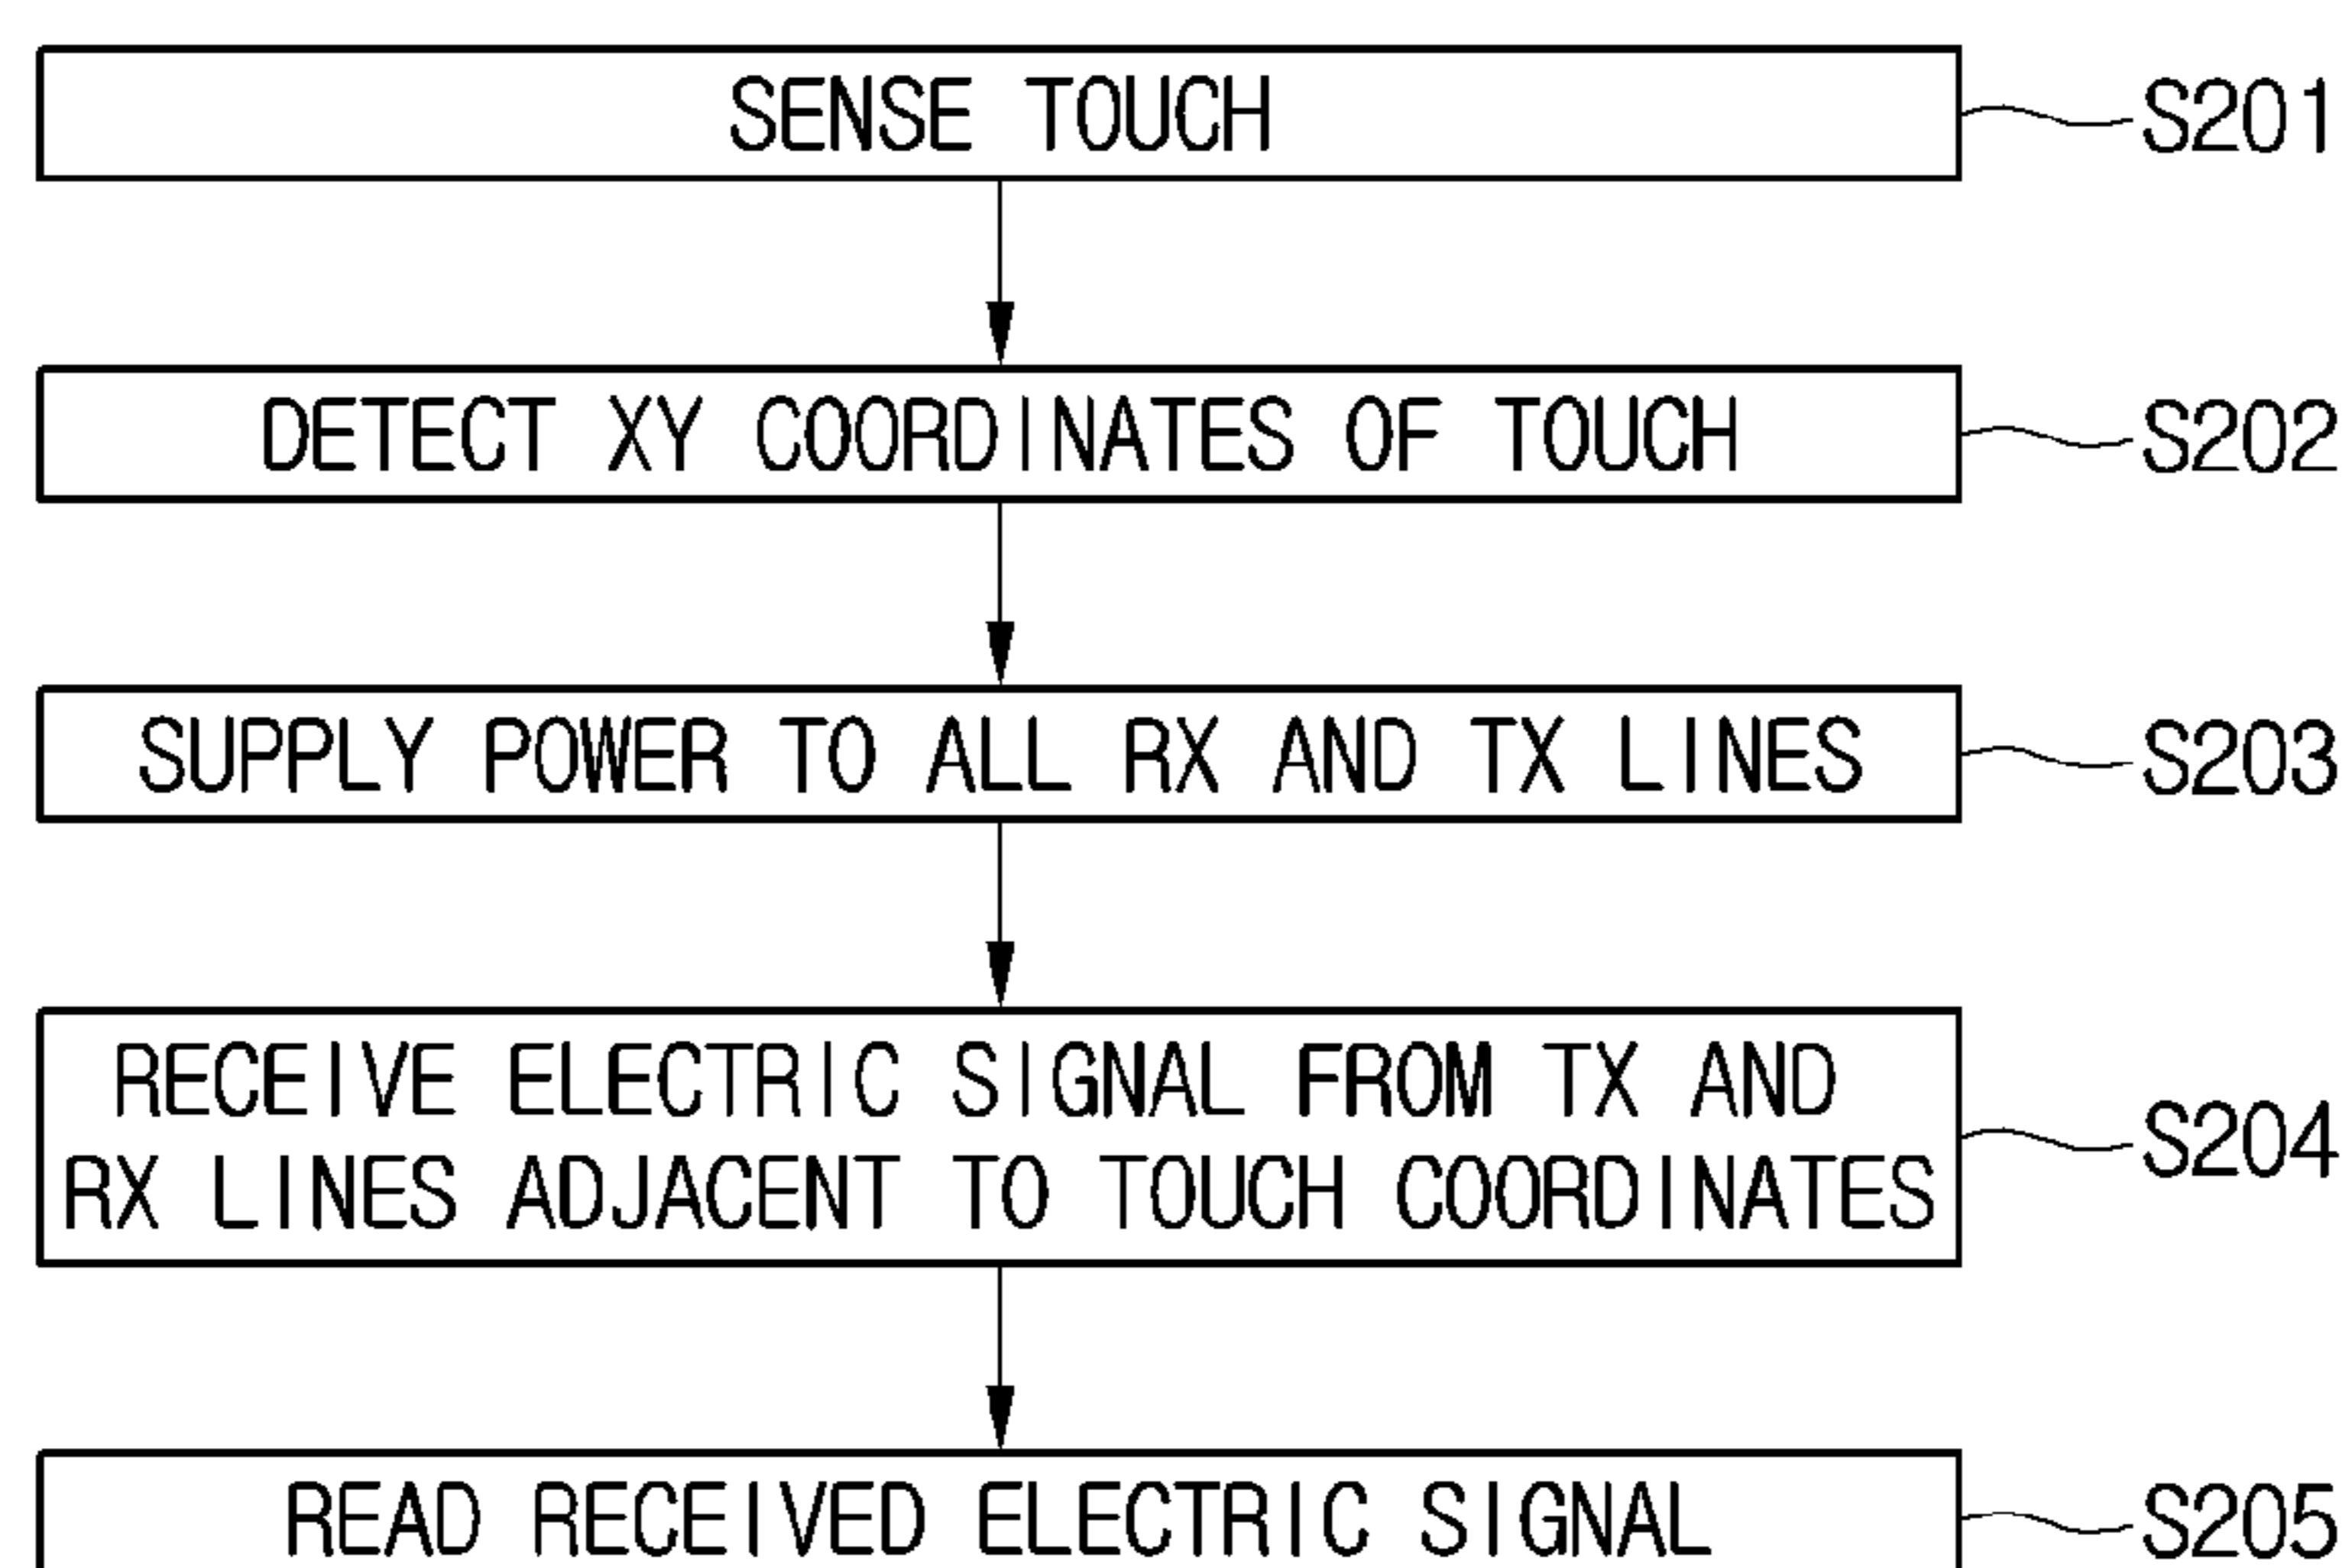 SENSE TOUCH
S201
DETECT XY COORDINATES OF TOUCH
S202
SUPPLY POWER TO ALL RX AND TX LINES
S203
RECEIVE ELECTRIC SIGNAL FROM TX AND
RX LINES ADJACENT TO TOUCH COORDINATES
S204
READ RECEIVED ELECTRIC SIGNAL
S205